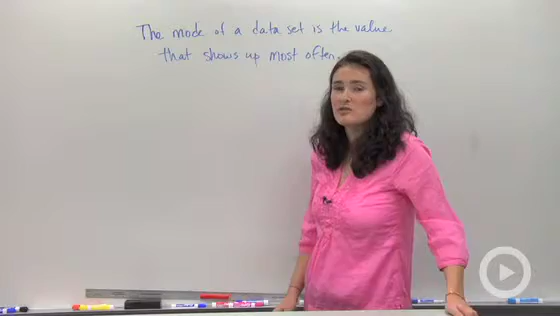 The mode of a data set is the value
that shows up most often.